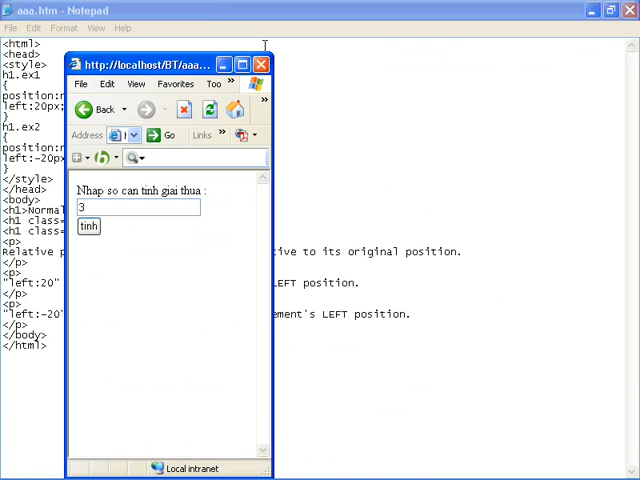 aaa.htm - Notepad
File Edit Format View Help
<html>
<head>
<style>
h1.ex1
{
position:r
left:20px;
}
h1.ex2
{
position:r
left:-20px
}
</style>
</head>
<body>
<h1>Normal
<h1 class=
<h1 class=
<p>
Relative p
tive to its original position.
</p>
<p>
"left:20"
LEFT position.
</p>
<p>
"left:-20"
ement's LEFT position.
</p>
</body>
</html>
http://localhost/BT/aaa...
File Edit View Favorites Too »
Back »
Address Go Links »
Nhap so can tinh giai thua :
3
tinh
Local intranet